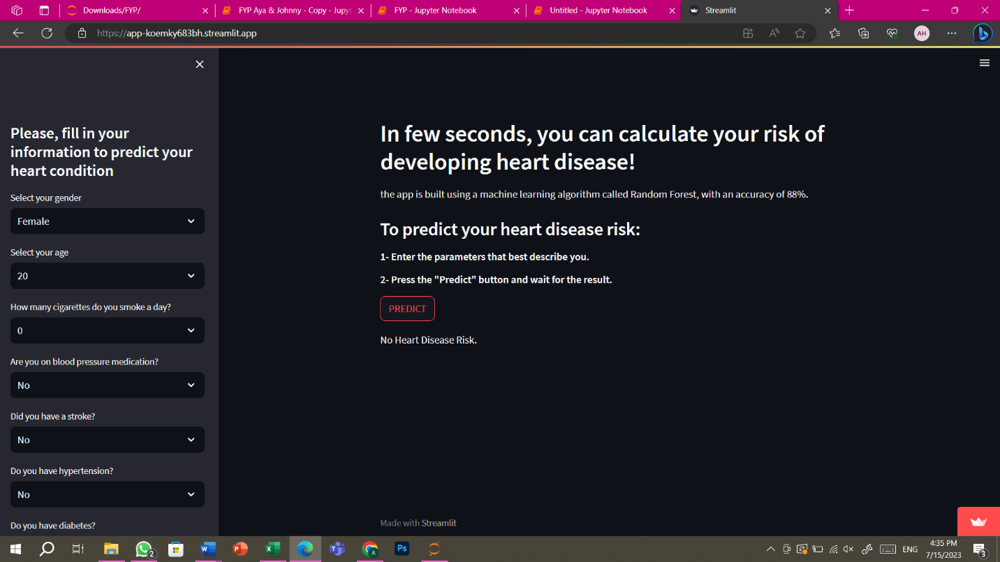 Downloads/FYP/
FYP Aya & Johnny - Copy - Jupyt
FYP - Jupyter Notebook
Untitled - Jupyter Notebook
Streamlit
https://app-koemky683bh.streamlit.app
AH
Please, fill in your
information to predict your
heart condition
Select your gender
Female
Select your age
20
How many cigarettes do you smoke a day?
0
Are you on blood pressure medication?
No
Did you have a stroke?
No
Do you have hypertension?
No
Do you have diabetes?
In few seconds, you can calculate your risk of
developing heart disease!
the app is built using a machine learning algorithm called Random Forest, with an accuracy of 88%.
To predict your heart disease risk:
1- Enter the parameters that best describe you.
2- Press the "Predict" button and wait for the result.
PREDICT
No Heart Disease Risk.
Made with Streamlit
2
W
P
X
A
Ps
ENG
4:35 PM
7/15/2023
3